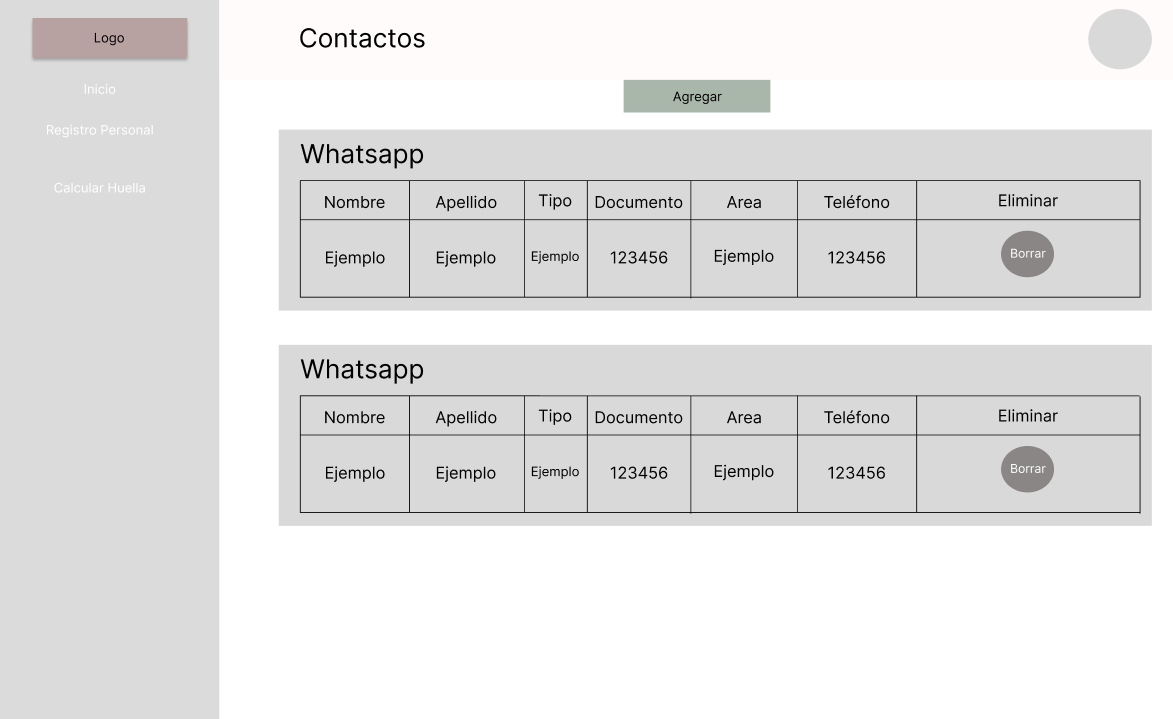 Logo
Inicio
Registro Personal
Calcular Huella
Contactos
Agregar
Whatsapp
Nombre Apellido Tipo Documento Area Teléfono Eliminar
Ejemplo Ejemplo Ejemplo 123456 Ejemplo 123456 Borrar
Whatsapp
Nombre Apellido Tipo Documento Area Teléfono Eliminar
Ejemplo Ejemplo Ejemplo 123456 Ejemplo 123456 Borrar